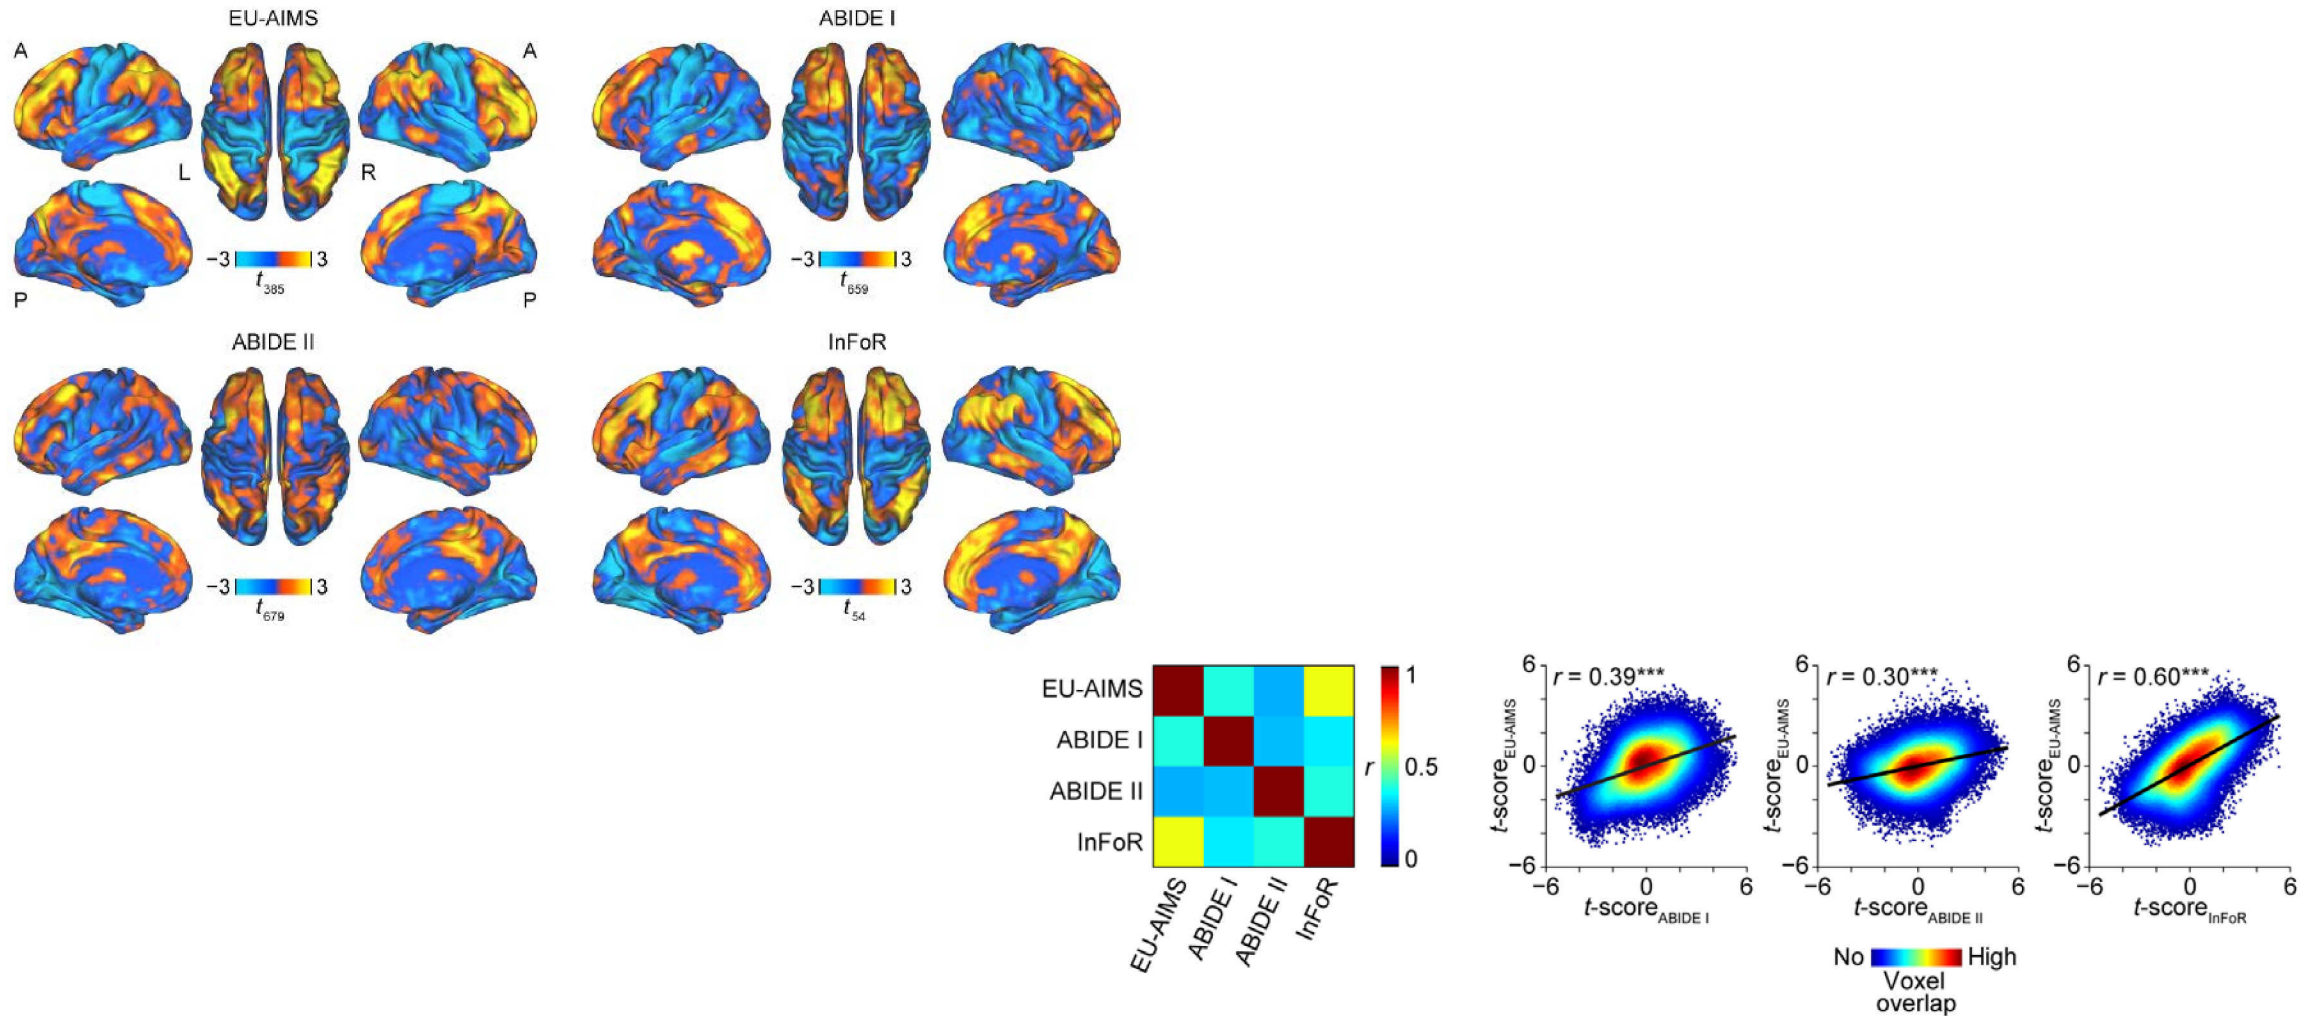 EU-AIMS
ABIDE I
A
A
L
R
−3 3
t385
P
P
−3 3
t659
ABIDE II
InFoR
−3 3
t679
−3 3
t54
EU-AIMS
ABIDE I
ABIDE II
InFoR
EU-AIMS
ABIDE I
ABIDE II
InFoR
1
r
0.5
0
6
r = 0.39***
t-scoreEU-AIMS
0
−6
−6 0 6
t-scoreABIDE I
6
r = 0.30***
t-scoreEU-AIMS
0
−6
−6 0 6
t-scoreABIDE II
6
r = 0.60***
t-scoreEU-AIMS
0
−6
−6 0 6
t-scoreInFoR
No High
Voxel
overlap